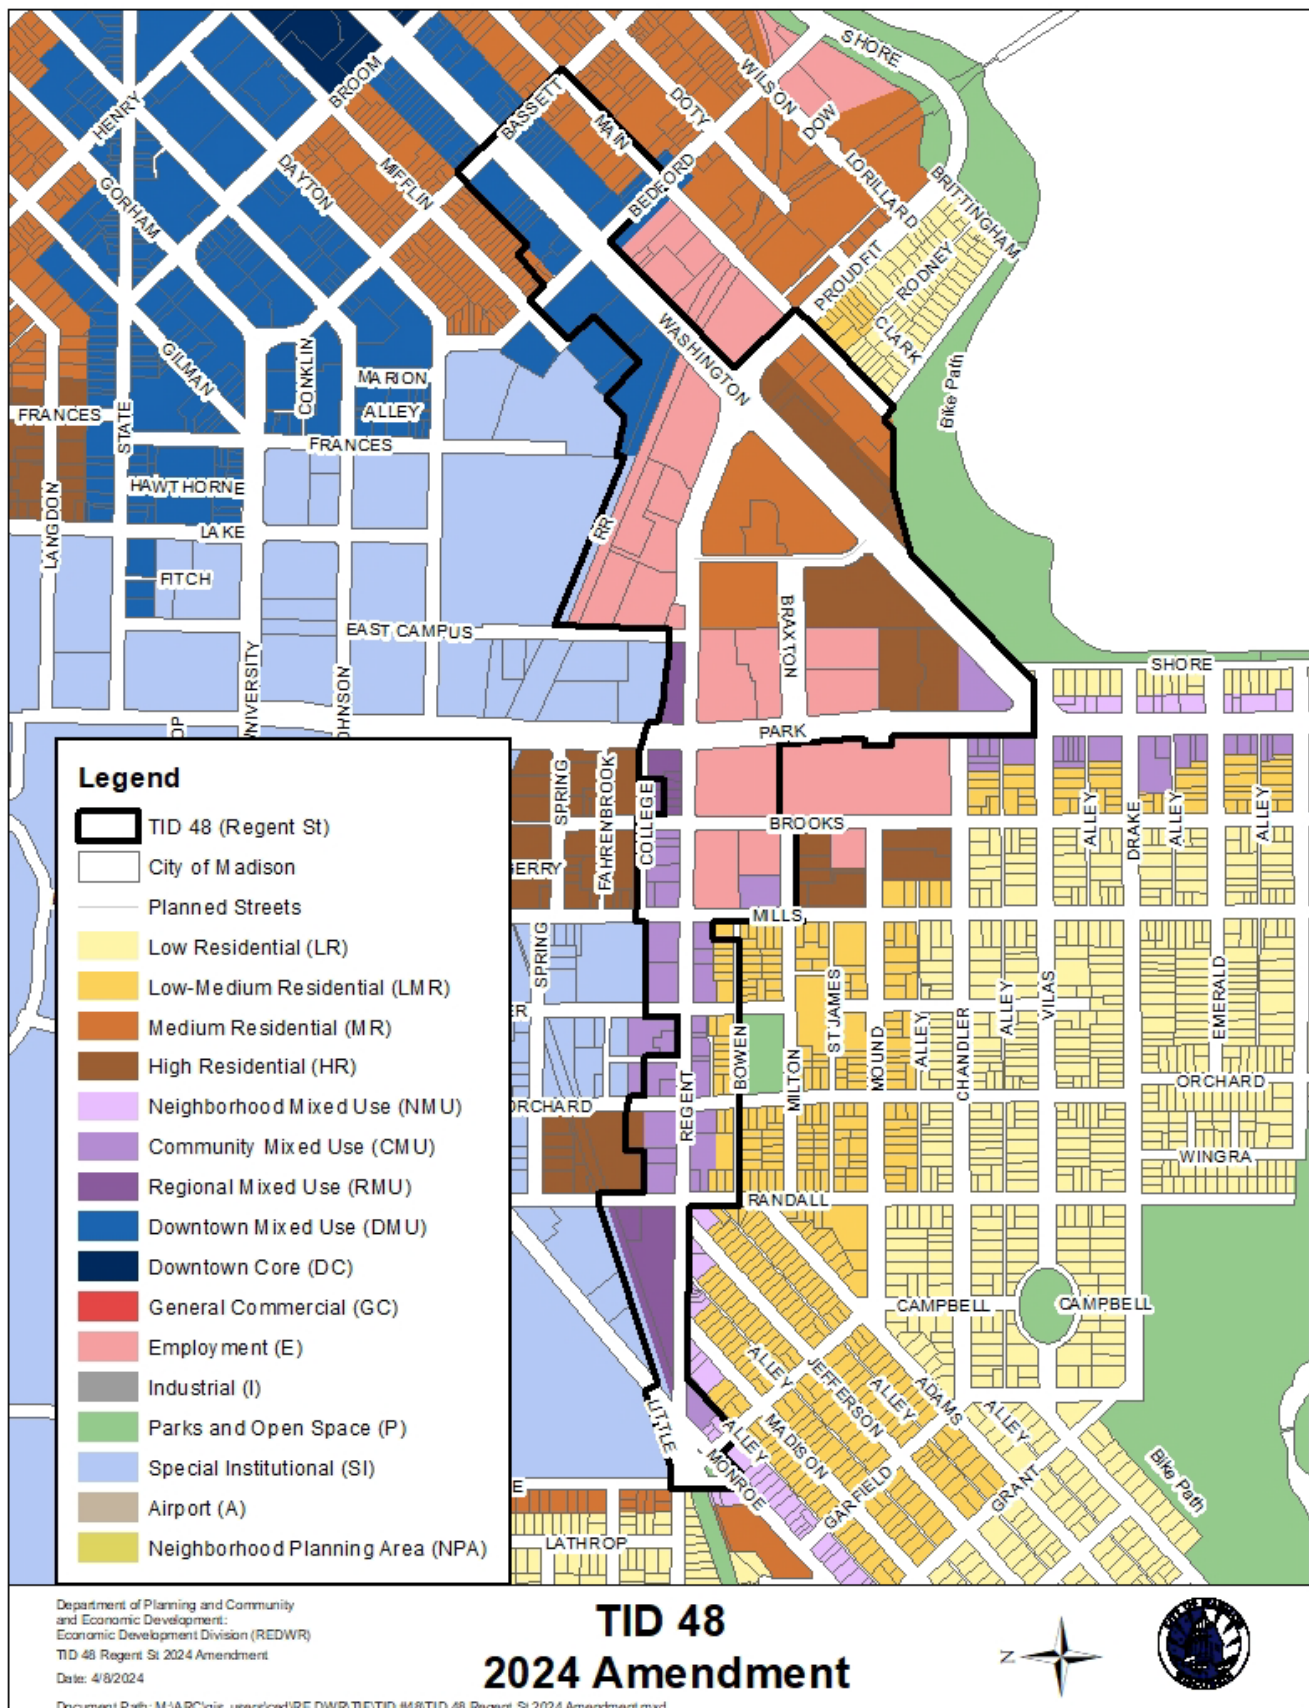 SHORE
BROOM
WILSON
HENRY
BASSETT
DOTY
MAIN
DOW
DAYTON
MIFFLIN
LORILLARD
BEDFORD
BRITTINGHAM
GORHAM
PROUDFIT
RODNEY
CLARK
WASHINGTON
GILMAN
CONKLIN
MARION
Bike Path
FRANCES
STATE
ALLEY
FRANCES
HAWTHORNE
LANGDON
LAKE
RR
FITCH
BRAXTON
EAST CAMPUS
UNIVERSITY
JOHNSON
SHORE
PARK
SPRING
FAHRENBROOK
COLLEGE
ALLEY
DRAKE
ALLEY
ALLEY
BROOKS
BERRY
MILLS
SPRING
ST JAMES
MOUND
ALLEY
CHANDLER
ALLEY
VILAS
EMERALD
ER
BOWEN
MILTON
REGENT
ORCHARD
ORCHARD
WINGRA
RANDALL
CAMPBELL
CAMPBELL
ALLEY
JEFFERSON
ALLEY
ADAMS
ALLEY
LITTLE
ALLEY
MADISON
MONROE
GARFIELD
GRANT
Bike Path
E
LATHROP
Legend
TID 48 (Regent St)
City of Madison
Planned Streets
Low Residential (LR)
Low-Medium Residential (LMR)
Medium Residential (MR)
High Residential (HR)
Neighborhood Mixed Use (NMU)
Community Mixed Use (CMU)
Regional Mixed Use (RMU)
Downtown Mixed Use (DMU)
Downtown Core (DC)
General Commercial (GC)
Employment (E)
Industrial (I)
Parks and Open Space (P)
Special Institutional (SI)
Airport (A)
Neighborhood Planning Area (NPA)
Department of Planning and Community
and Economic Development:
Economic Development Division (REDWR)
TID 48 Regent St 2024 Amendment
Date: 4/8/2024
TID 48
2024 Amendment
N